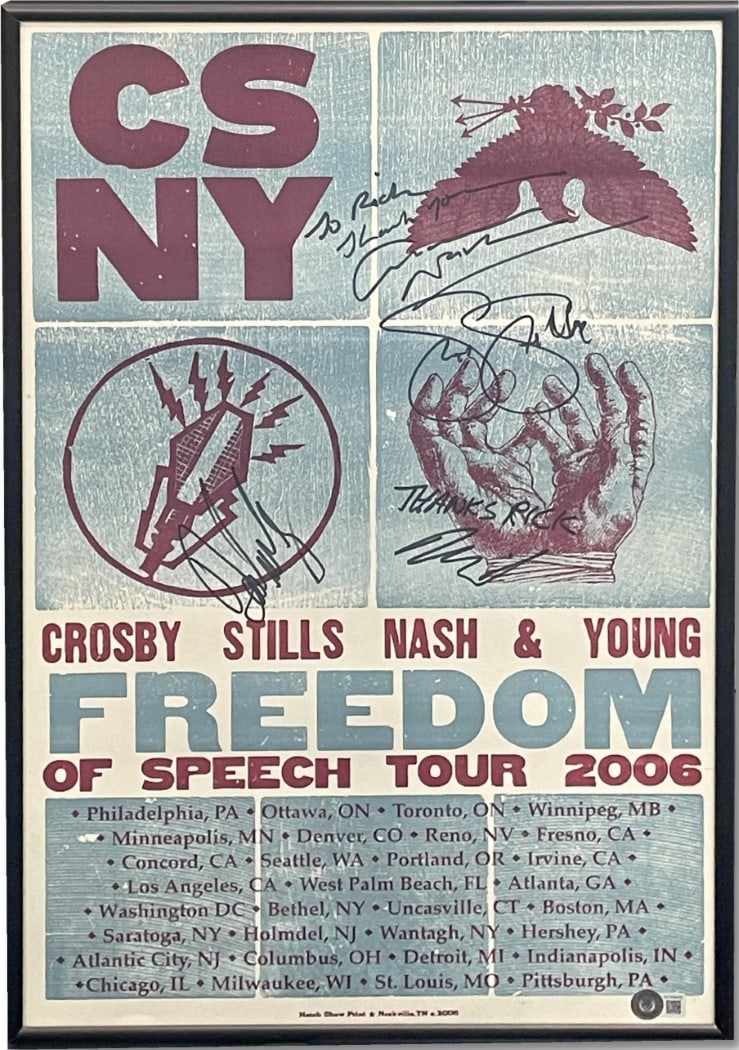 CS
NY
To Rick
Thank you
Graham
Nash
THANKS RICK
CROSBY STILLS NASH & YOUNG
FREEDOM
OF SPEECH TOUR 2006
• Philadelphia, PA • Ottawa, ON • Toronto, ON • Winnipeg, MB •
• Minneapolis, MN • Denver, CO • Reno, NV • Fresno, CA •
• Concord, CA • Seattle, WA • Portland, OR • Irvine, CA •
• Los Angeles, CA • West Palm Beach, FL • Atlanta, GA •
• Washington DC • Bethel, NY • Uncasville, CT • Boston, MA •
• Saratoga, NY • Holmdel, NJ • Wantagh, NY • Hershey, PA •
• Atlantic City, NJ • Columbus, OH • Detroit, MI • Indianapolis, IN •
• Chicago, IL • Milwaukee, WI • St. Louis, MO • Pittsburgh, PA •
Hatch Show Print & Nashville, TN c. 2006